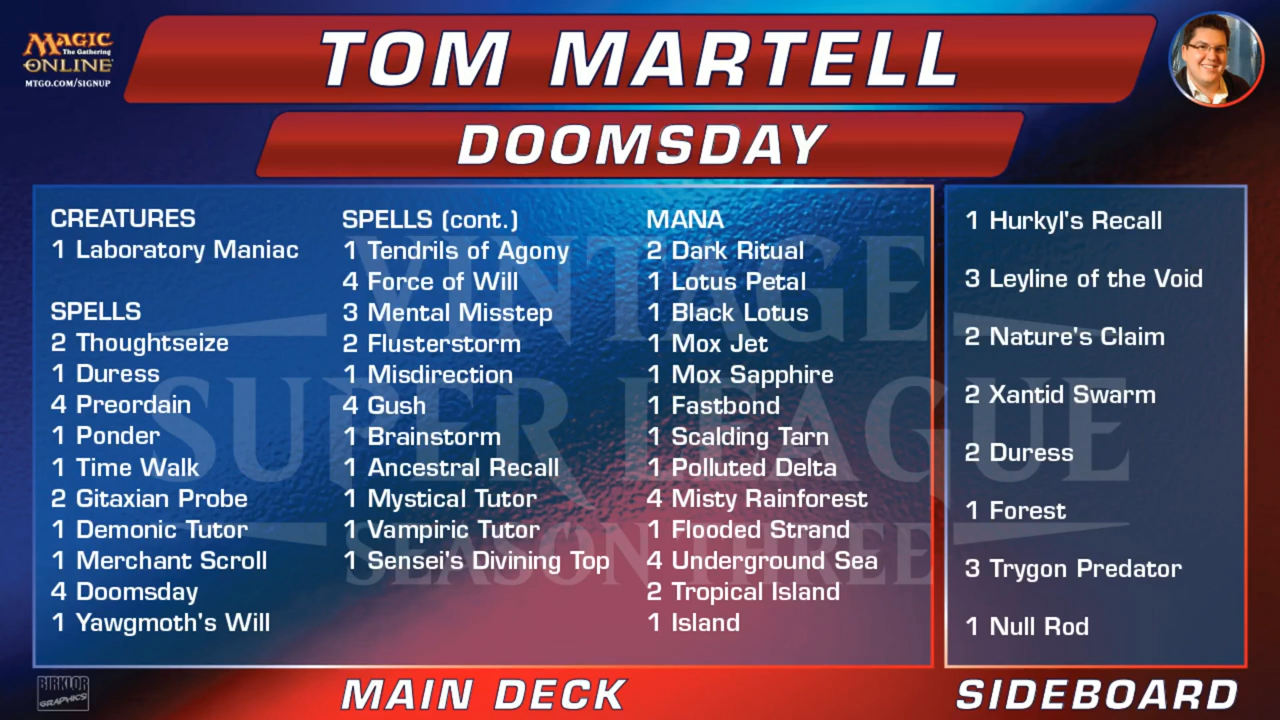 MAGIC
The Gathering
ONLINE
MTGO.COM/SIGNUP
TOM MARTELL
DOOMSDAY
CREATURES
1 Laboratory Maniac
SPELLS
2 Thoughtseize
1 Duress
4 Preordain
1 Ponder
1 Time Walk
2 Gitaxian Probe
1 Demonic Tutor
1 Merchant Scroll
4 Doomsday
1 Yawgmoth's Will
SPELLS (cont.)
1 Tendrils of Agony
4 Force of Will
3 Mental Misstep
2 Flusterstorm
1 Misdirection
4 Gush
1 Brainstorm
1 Ancestral Recall
1 Mystical Tutor
1 Vampiric Tutor
1 Sensei's Divining Top
MANA
2 Dark Ritual
1 Lotus Petal
1 Black Lotus
1 Mox Jet
1 Mox Sapphire
1 Fastbond
1 Scalding Tarn
1 Polluted Delta
4 Misty Rainforest
1 Flooded Strand
4 Underground Sea
2 Tropical Island
1 Island
1 Hurkyl's Recall
3 Leyline of the Void
2 Nature's Claim
2 Xantid Swarm
2 Duress
1 Forest
3 Trygon Predator
1 Null Rod
VINTAGE
SUPER LEAGUE
SEASON THREE
BIRKLOR
GRAPHICS
MAIN DECK
SIDEBOARD